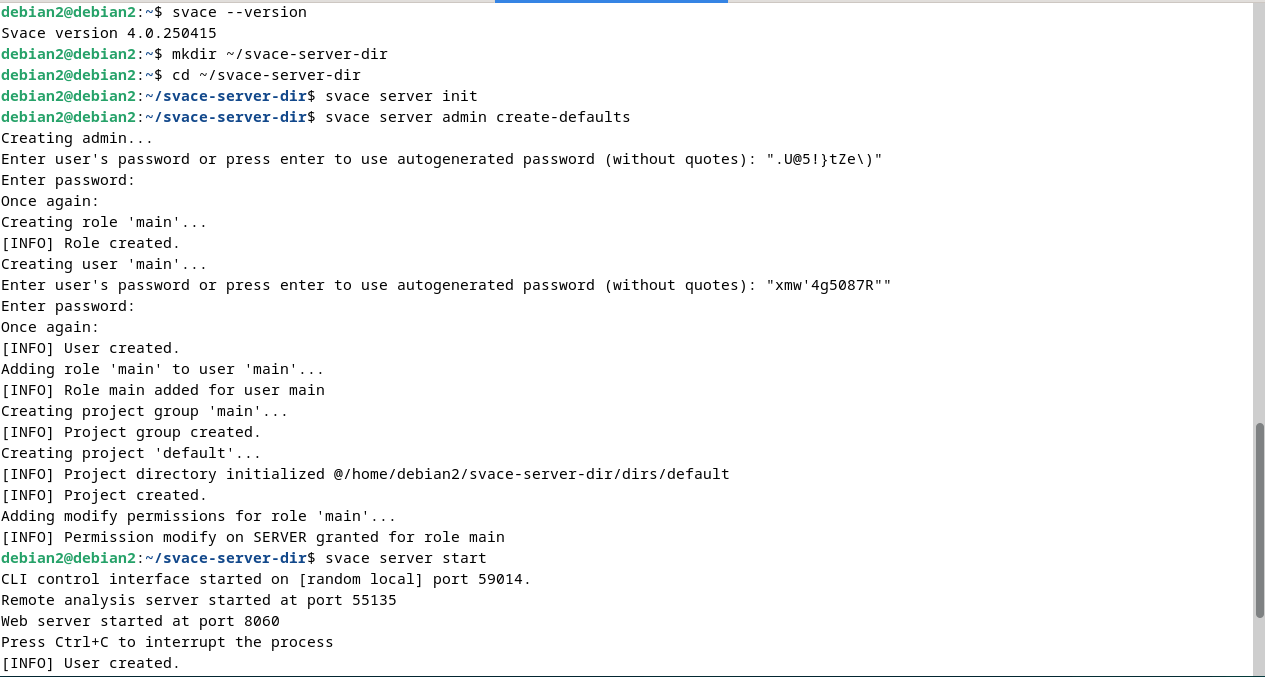 debian2@debian2:~$ svace --version
Svace version 4.0.250415
debian2@debian2:~$ mkdir ~/svace-server-dir
debian2@debian2:~$ cd ~/svace-server-dir
debian2@debian2:~/svace-server-dir$ svace server init
debian2@debian2:~/svace-server-dir$ svace server admin create-defaults
Creating admin...
Enter user's password or press enter to use autogenerated password (without quotes): ".U@5!}tZe\)"
Enter password:
Once again:
Creating role 'main'...
[INFO] Role created.
Creating user 'main'...
Enter user's password or press enter to use autogenerated password (without quotes): "xmw'4g5087R""
Enter password:
Once again:
[INFO] User created.
Adding role 'main' to user 'main'...
[INFO] Role main added for user main
Creating project group 'main'...
[INFO] Project group created.
Creating project 'default'...
[INFO] Project directory initialized @/home/debian2/svace-server-dir/dirs/default
[INFO] Project created.
Adding modify permissions for role 'main'...
[INFO] Permission modify on SERVER granted for role main
debian2@debian2:~/svace-server-dir$ svace server start
CLI control interface started on [random local] port 59014.
Remote analysis server started at port 55135
Web server started at port 8060
Press Ctrl+C to interrupt the process
[INFO] User created.